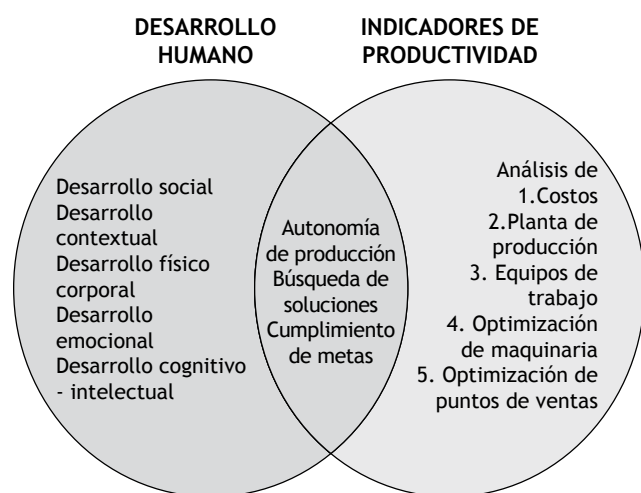 DESARROLLO
HUMANO
INDICADORES DE
PRODUCTIVIDAD
Desarrollo social
Desarrollo
contextual
Desarrollo físico
corporal
Desarrollo
emocional
Desarrollo cognitivo
- intelectual
Autonomía
de producción
Búsqueda de
soluciones
Cumplimiento
de metas
Análisis de
1.Costos
2.Planta de
producción
3. Equipos de
trabajo
4. Optimización
de maquinaria
5. Optimización de
puntos de ventas